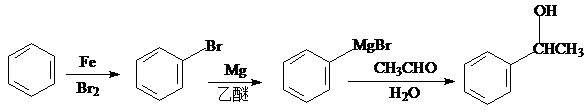 OH
Br
MgBr
Fe
Mg
CH3CHO
CHCH3
Br2
乙醚
H2O